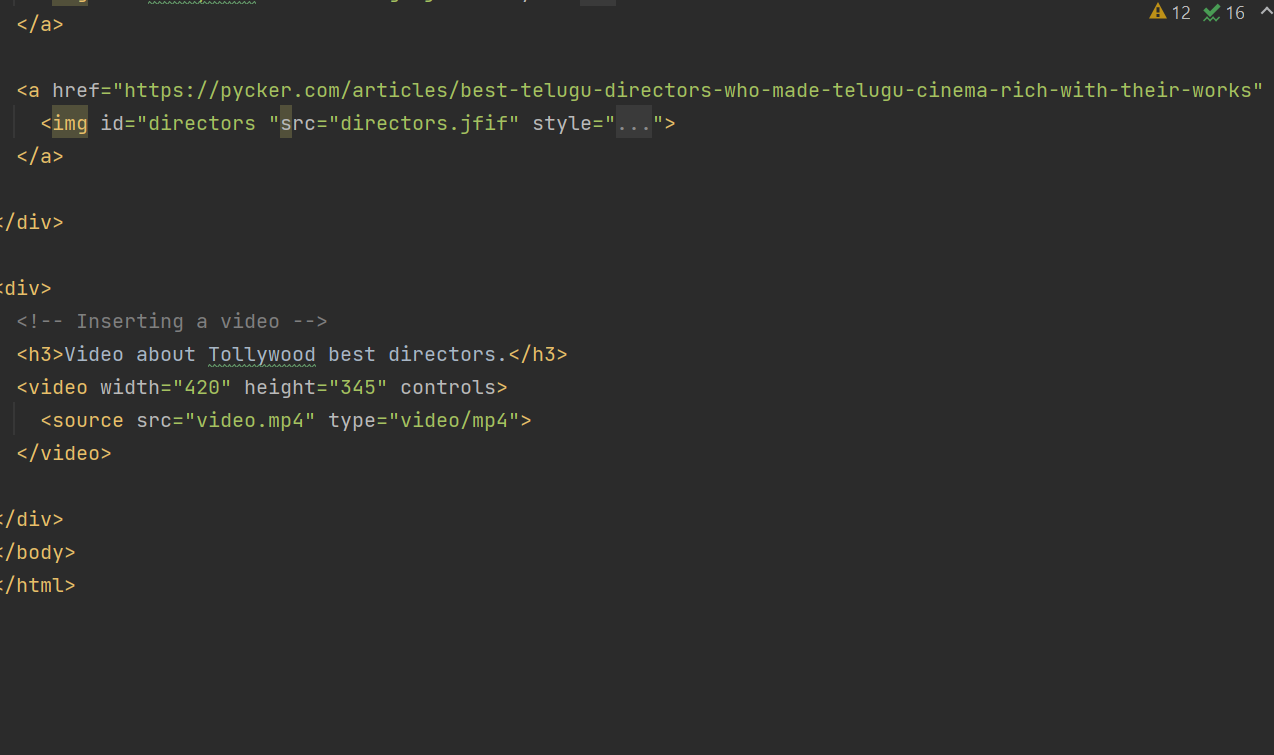 12 16
</a>
<a href="https://pycker.com/articles/best-telugu-directors-who-made-telugu-cinema-rich-with-their-works"
<img id="directors "src="directors.jfif" style="...">
</a>
</div>
<div>
<!-- Inserting a video -->
<h3>Video about Tollywood best directors.</h3>
<video width="420" height="345" controls>
<source src="video.mp4" type="video/mp4">
</video>
</div>
</body>
</html>